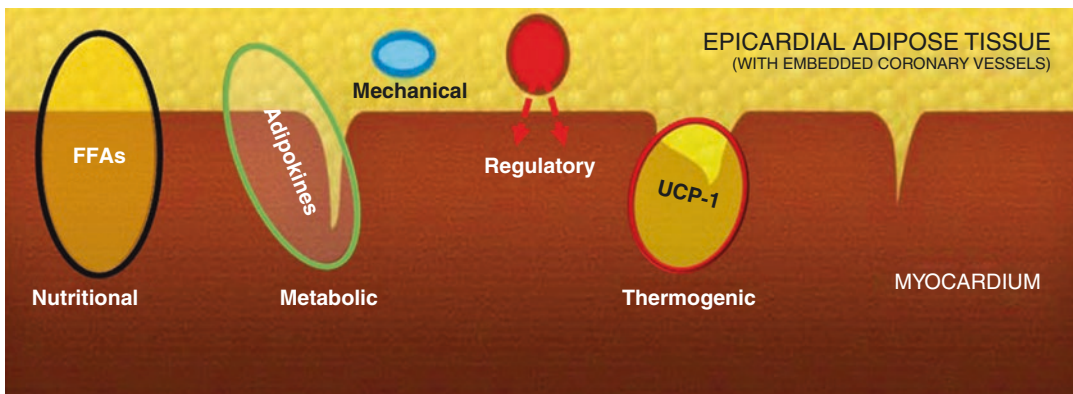 EPICARDIAL ADIPOSE TISSUE
(WITH EMBEDDED CORONARY VESSELS)
Mechanical
FFAs
Adipokines
Regulatory
UCP-1
Nutritional
Metabolic
Thermogenic
MYOCARDIUM